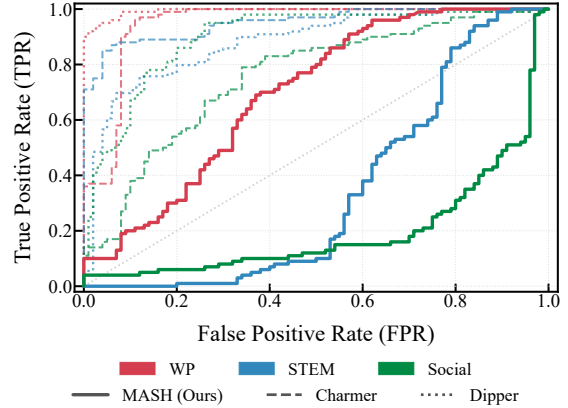 True Positive Rate (TPR)
1.0
0.8
0.6
0.4
0.2
0.0
0.0 0.2 0.4 0.6 0.8 1.0
False Positive Rate (FPR)
WP STEM Social
MASH (Ours) Charmer Dipper